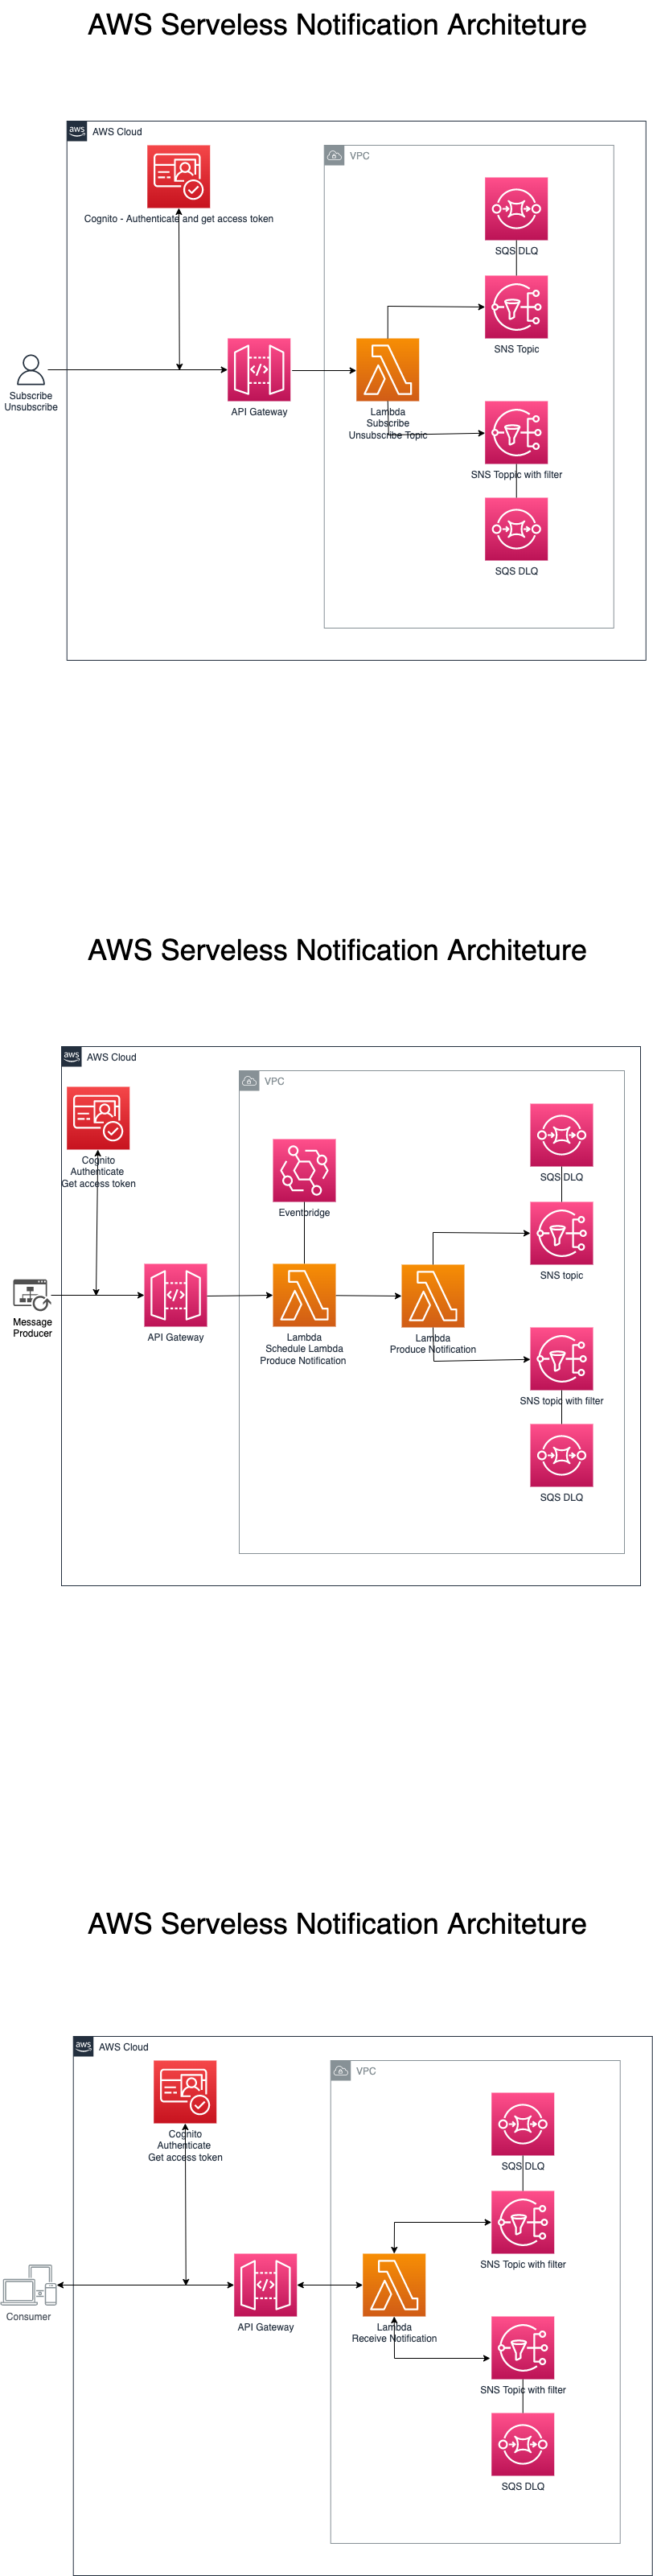 AWS Serveless Notification Architeture
aws
AWS Cloud
VPC
Cognito - Authenticate and get access token
SQS DLQ
SNS Topic
Subscribe
Unsubscribe
API Gateway
Lambda
Subscribe
Unsubscribe Topic
SNS Toppic with filter
SQS DLQ
AWS Serveless Notification Architeture
aws
AWS Cloud
VPC
Cognito
Authenticate
Get access token
SQS DLQ
Eventbridge
SNS topic
Message
Producer
API Gateway
Lambda
Schedule Lambda
Produce Notification
Lambda
Produce Notification
SNS topic with filter
SQS DLQ
AWS Serveless Notification Architeture
aws
AWS Cloud
VPC
Cognito
Authenticate
Get access token
SQS DLQ
SNS Topic with filter
Consumer
API Gateway
Lambda
Receive Notification
SNS Topic with filter
SQS DLQ